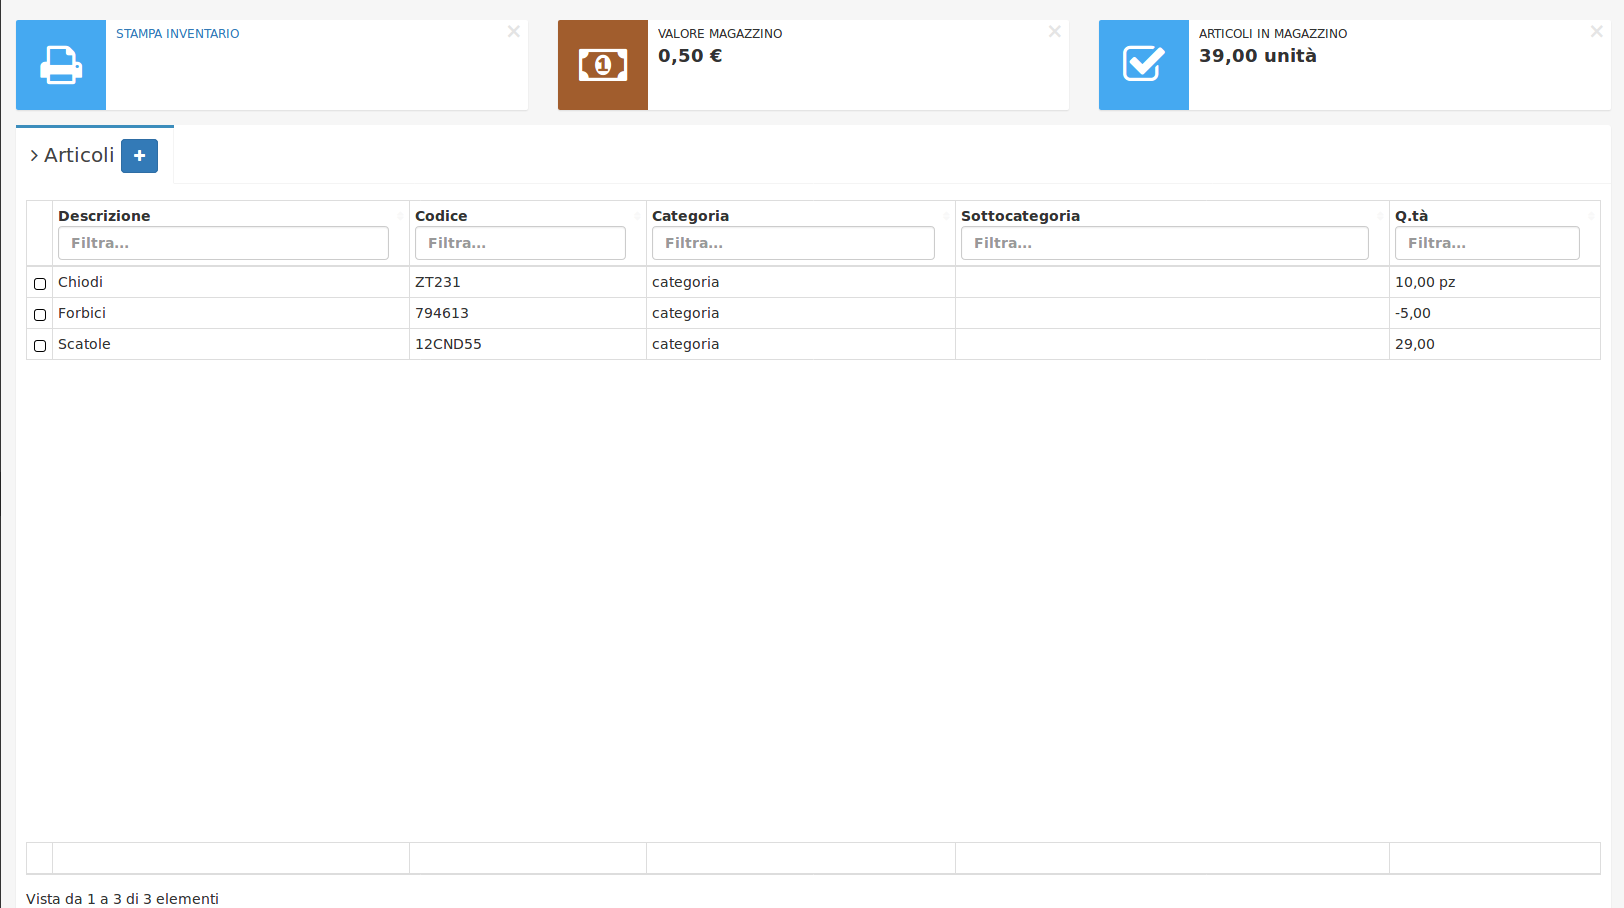 STAMPA INVENTARIO ×
VALORE MAGAZZINO ×
0,50 €
ARTICOLI IN MAGAZZINO ×
39,00 unità
Articoli +
Descrizione Codice Categoria Sottocategoria Q.tà
Filtra... Filtra... Filtra... Filtra... Filtra...
Chiodi ZT231 categoria 10,00 pz
Forbici 794613 categoria -5,00
Scatole 12CND55 categoria 29,00
Vista da 1 a 3 di 3 elementi